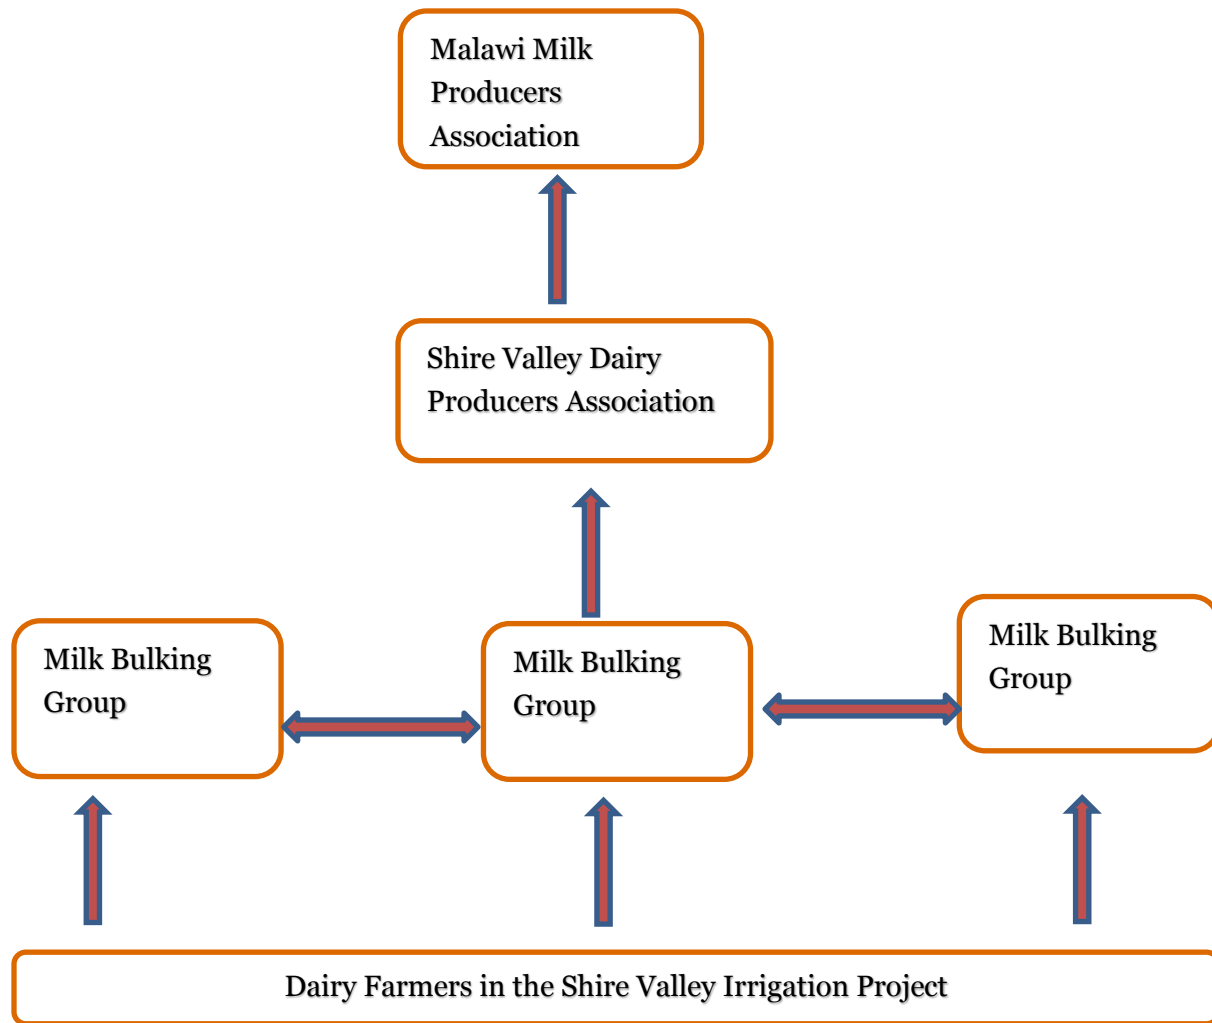 Malawi Milk
Producers
Association
Shire Valley Dairy
Producers Association
Milk Bulking
Group
Milk Bulking
Group
Milk Bulking
Group
Dairy Farmers in the Shire Valley Irrigation Project